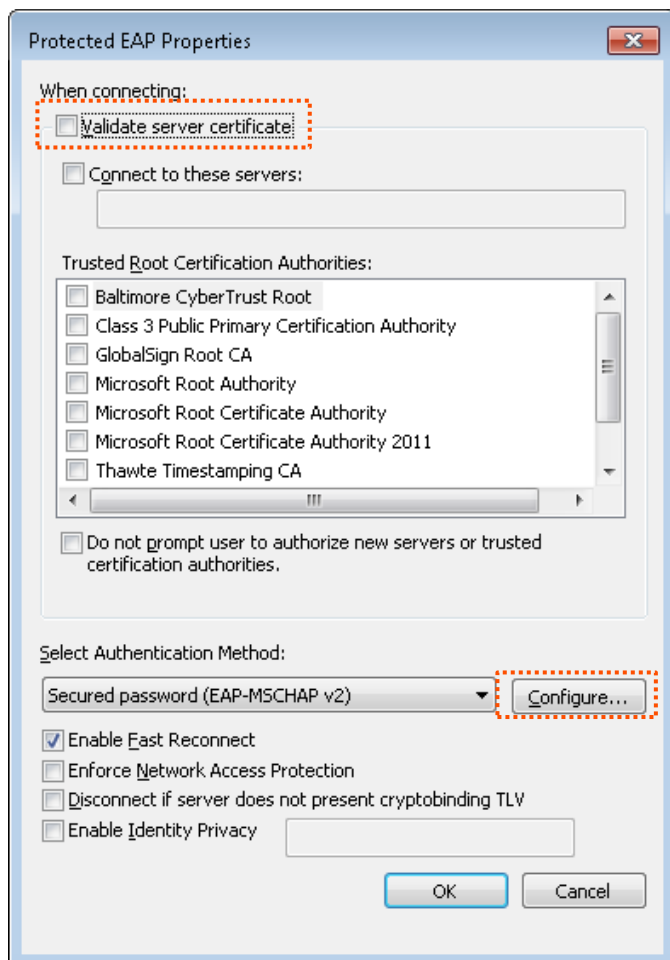 Protected EAP Properties
When connecting:
Validate server certificate
Connect to these servers:
Trusted Root Certification Authorities:
Baltimore CyberTrust Root
Class 3 Public Primary Certification Authority
GlobalSign Root CA
Microsoft Root Authority
Microsoft Root Certificate Authority
Microsoft Root Certificate Authority 2011
Thawte Timestamping CA
Do not prompt user to authorize new servers or trusted
certification authorities.
Select Authentication Method:
Secured password (EAP-MSCHAP v2) Configure...
Enable Fast Reconnect
Enforce Network Access Protection
Disconnect if server does not present cryptobinding TLV
Enable Identity Privacy
OK Cancel